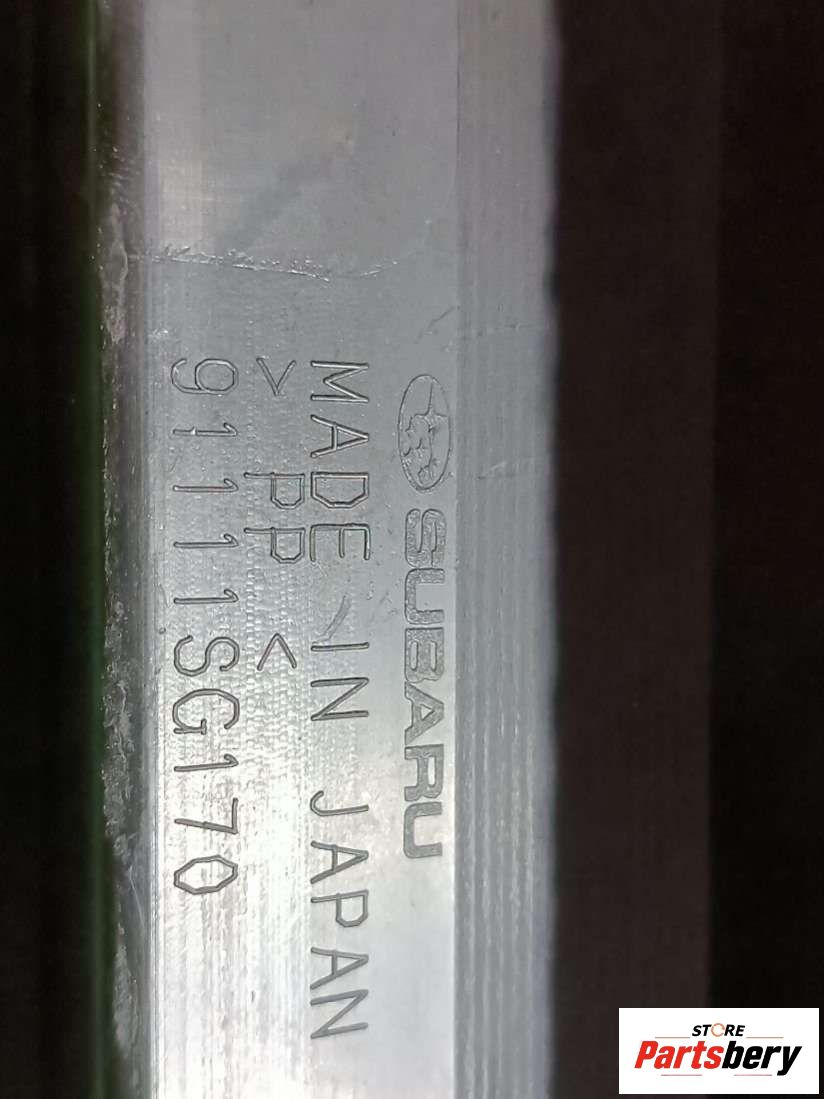 SUBARU
MADE IN JAPAN
> PP <
91111SG170
STORE
Partsbery